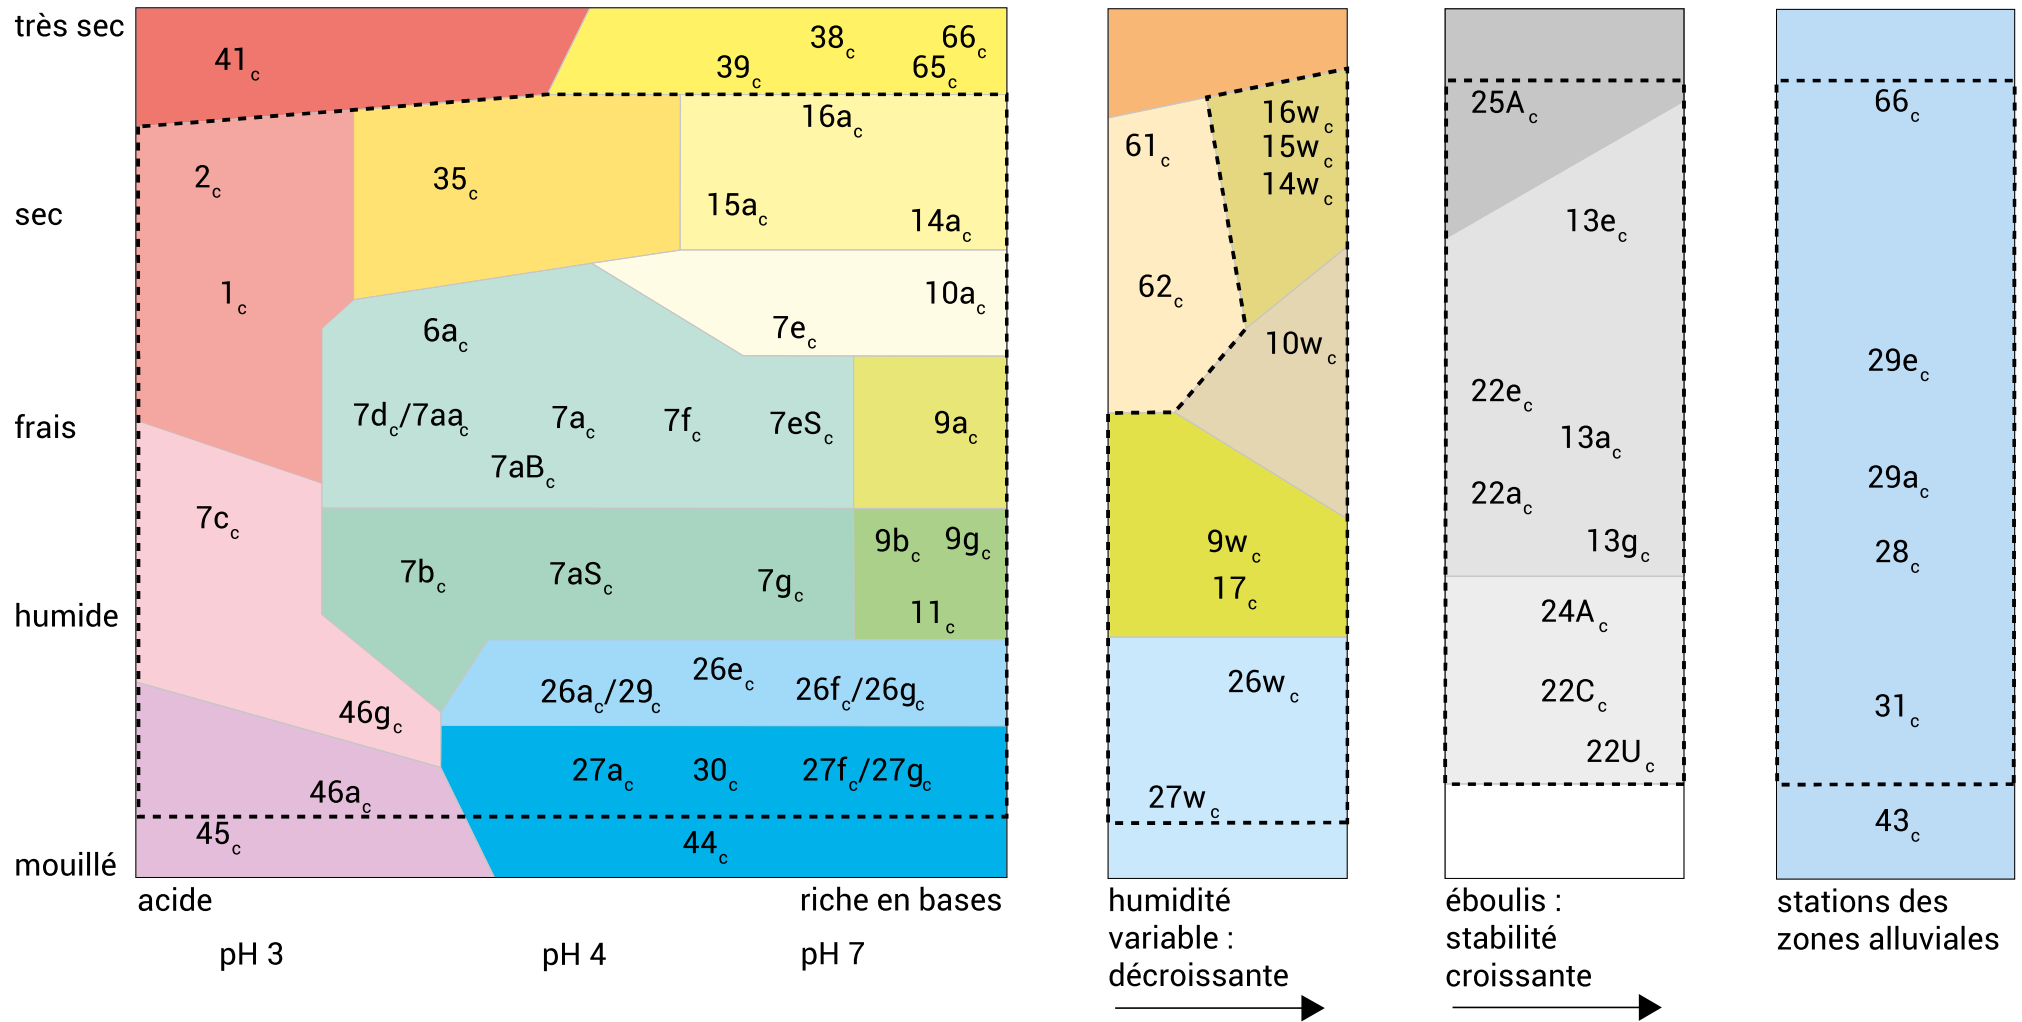 très sec
sec
frais
humide
mouillé
41c
38c
66c
39c
65c
2c
35c
16ac
15ac
14ac
1c
10ac
6ac
7ec
7dc/7aac
7ac
7fc
7eSc
9ac
7aBc
7cc
7bc
7aSc
7gc
9bc
9gc
11c
46gc
26ac/29c
26ec
26fc/26gc
46ac
27ac
30c
27fc/27gc
45c
44c
acide
riche en bases
pH 3
pH 4
pH 7
61c
16wc
15wc
14wc
62c
10wc
9wc
17c
26wc
27wc
humidité
variable :
décroissante
25Ac
13ec
22ec
13ac
22ac
13gc
24Ac
22Cc
22Uc
éboulis :
stabilité
croissante
66c
29ec
29ac
28c
31c
43c
stations des
zones alluviales